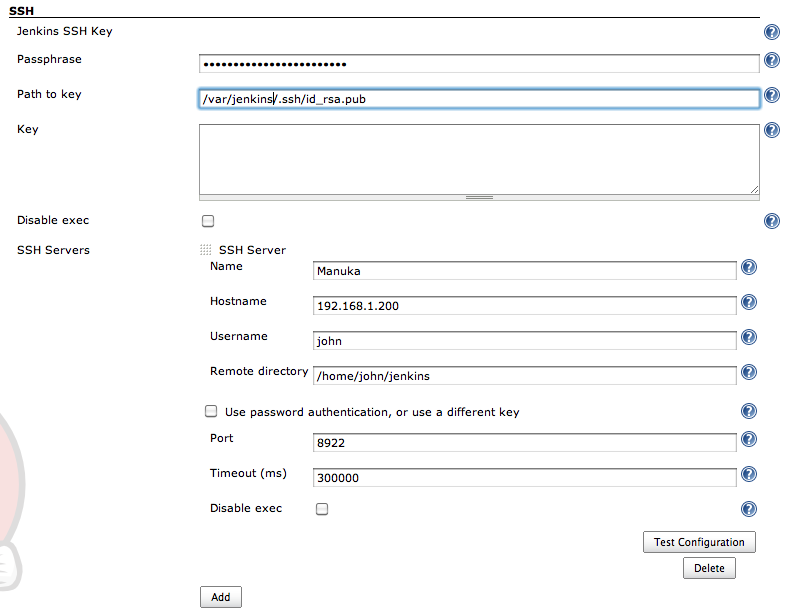 SSH
Jenkins SSH Key
Passphrase ••••••••••••••••••••••••
Path to key /var/jenkins/.ssh/id_rsa.pub
Key
Disable exec
SSH Servers SSH Server
Name Manuka
Hostname 192.168.1.200
Username john
Remote directory /home/john/jenkins
Use password authentication, or use a different key
Port 8922
Timeout (ms) 300000
Disable exec
Test Configuration
Delete
Add